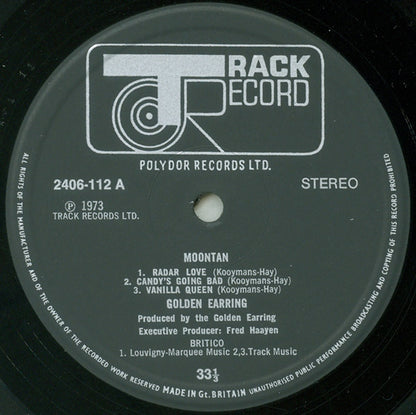 TRACK
RECORD
POLYDOR RECORDS LTD.
2406-112 A
STEREO
Ⓟ 1973
TRACK RECORDS LTD.
MOONTAN
1. RADAR LOVE (Kooymans-Hay)
2. CANDY'S GOING BAD (Kooymans-Hay)
3. VANILLA QUEEN (Kooymans-Hay)
GOLDEN EARRING
Produced by the Golden Earring
Executive Producer: Fred Haayen
BRITICO
1. Louvigny-Marquee Music 2,3.Track Music
33⅓
ALL RIGHTS OF THE MANUFACTURER AND OF THE OWNER OF THE RECORDED WORK RESERVED MADE IN Gt. BRITAIN UNAUTHORISED PUBLIC PERFORMANCE BROADCASTING AND COPYING OF THIS RECORD PROHIBITED